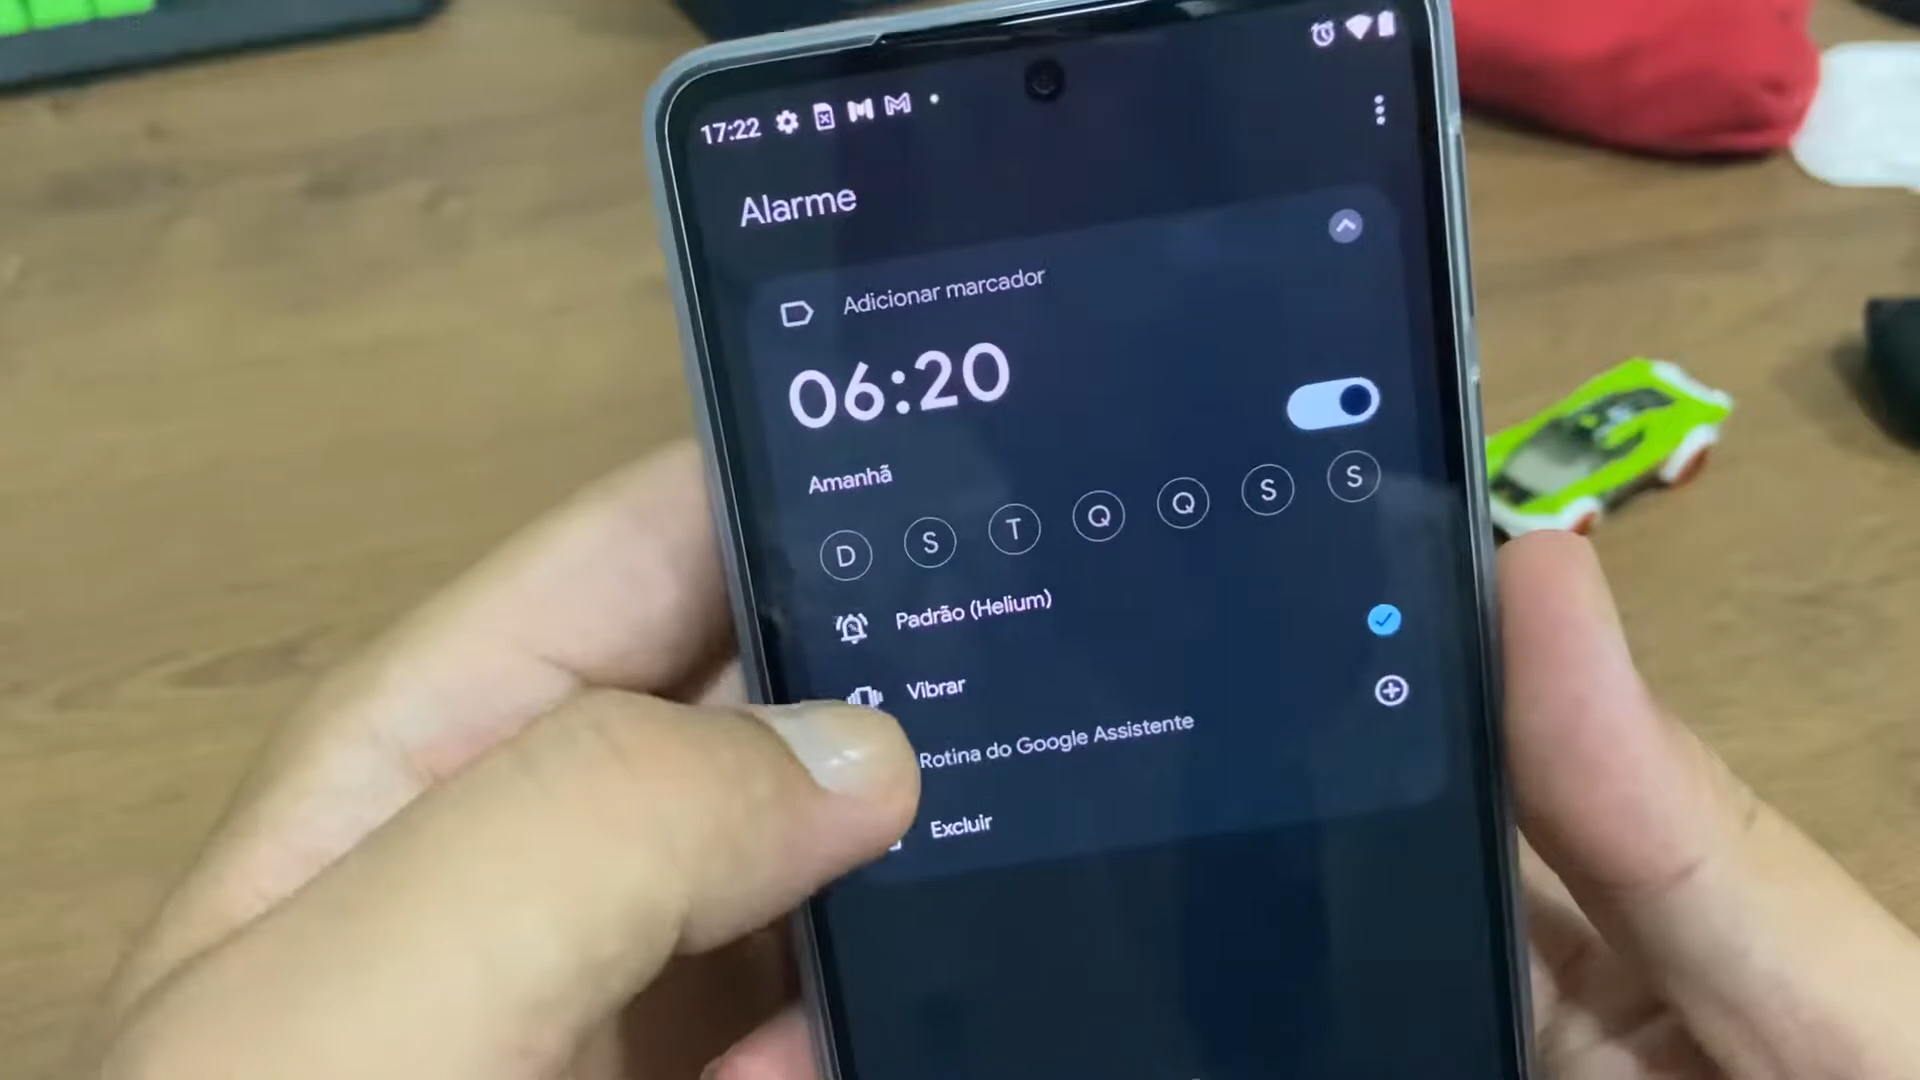 17:22
Alarme
Adicionar marcador
06:20
Amanhã
D S T Q Q S S
Padrão (Helium)
Vibrar
Rotina do Google Assistente
Excluir